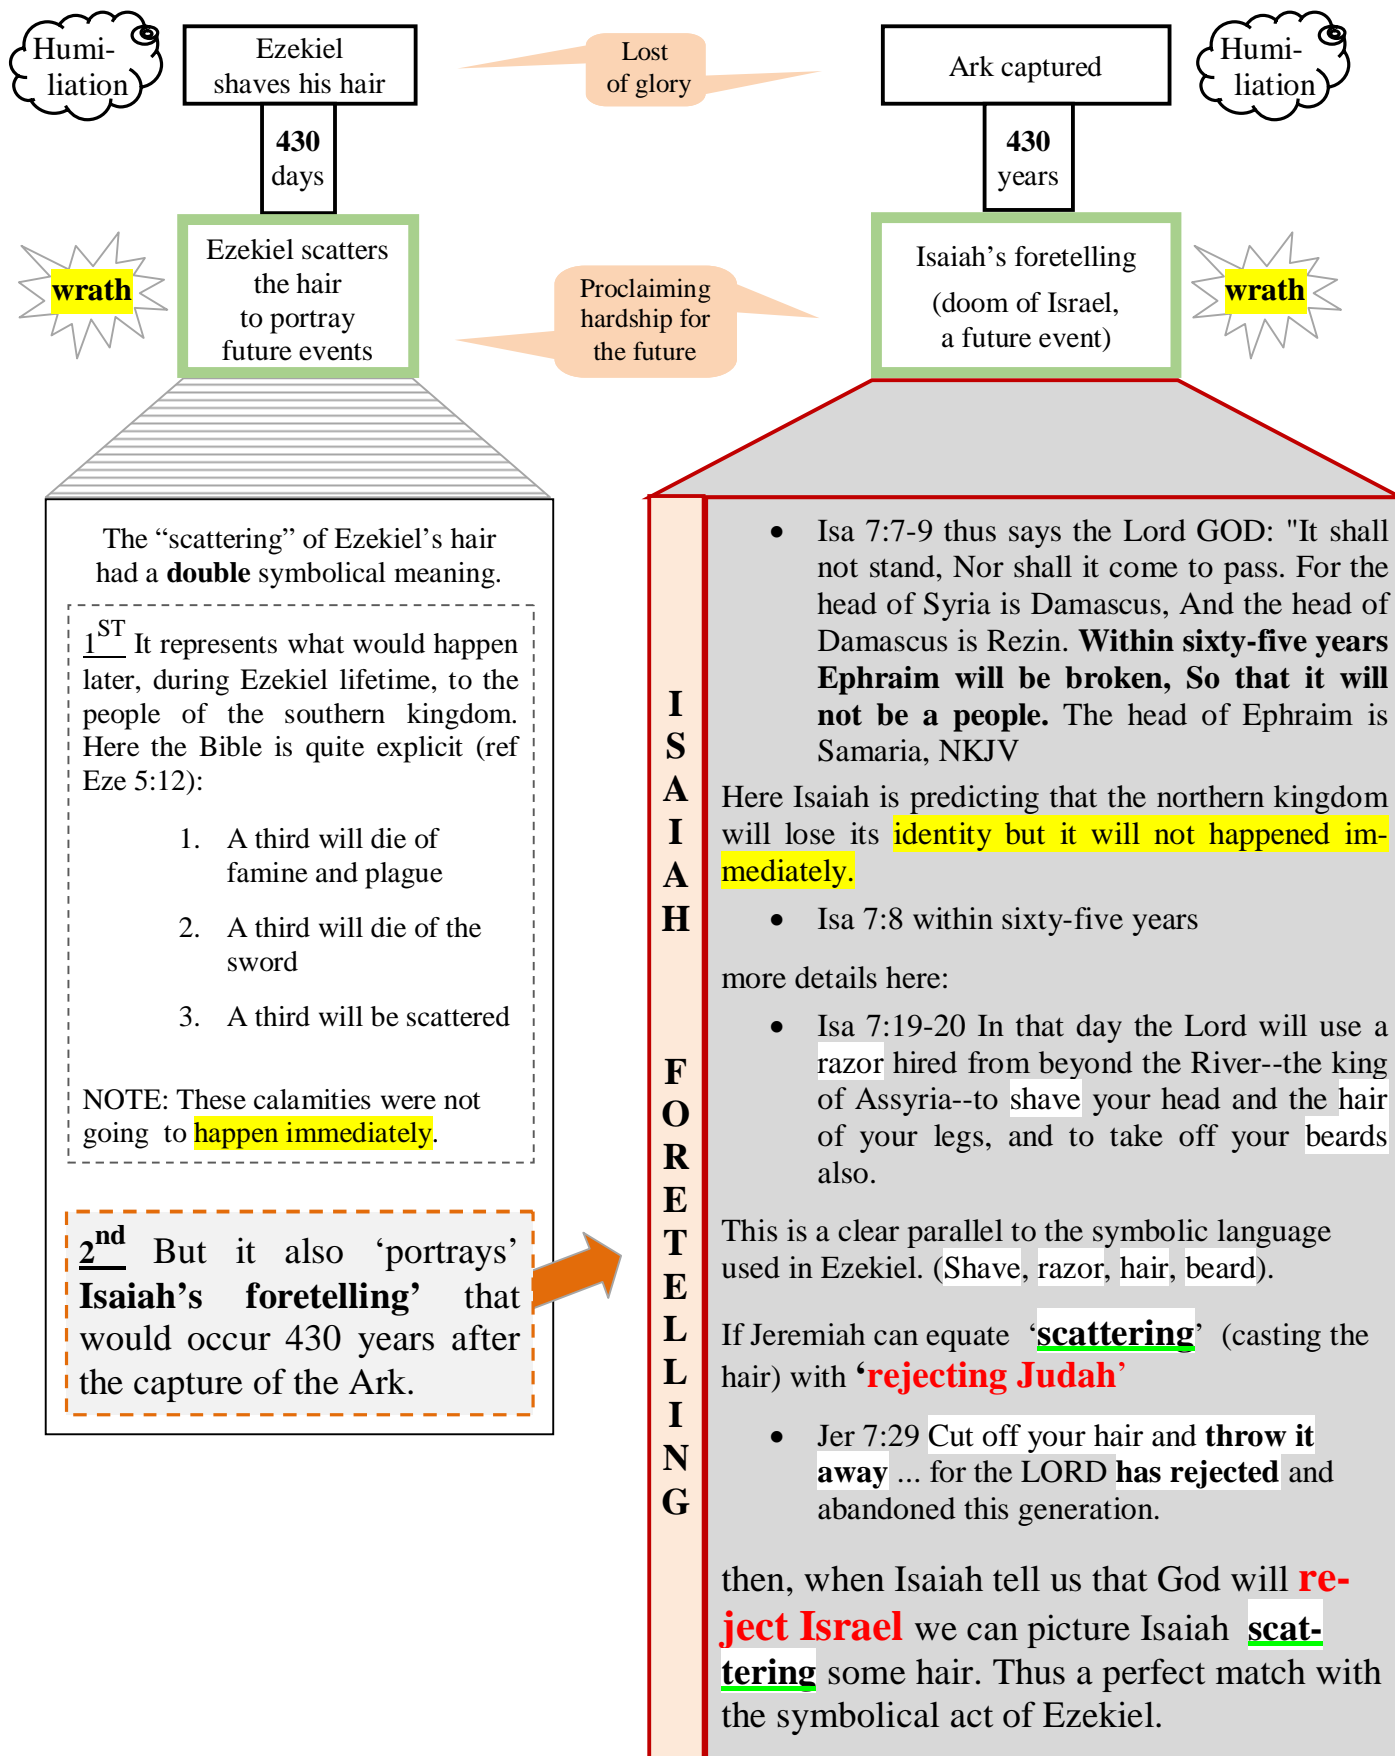 Humi-
liation
Ezekiel
shaves his hair
Lost
of glory
Ark captured
Humi-
liation
430
days
430
years
wrath
Ezekiel scatters
the hair
to portray
future events
Proclaiming
hardship for
the future
Isaiah’s foretelling
(doom of Israel,
a future event)
wrath
The “scattering” of Ezekiel’s hair
had a double symbolical meaning.
1ST It represents what would happen
later, during Ezekiel lifetime, to the
people of the southern kingdom.
Here the Bible is quite explicit (ref
Eze 5:12):
1. A third will die of
famine and plague
2. A third will die of the
sword
3. A third will be scattered
NOTE: These calamities were not
going to happen immediately.
2nd But it also ‘portrays’
Isaiah’s foretelling’ that
would occur 430 years after
the capture of the Ark.
I
S
A
I
A
H
F
O
R
E
T
E
L
L
I
N
G
• Isa 7:7-9 thus says the Lord GOD: "It shall
not stand, Nor shall it come to pass. For the
head of Syria is Damascus, And the head of
Damascus is Rezin. Within sixty-five years
Ephraim will be broken, So that it will
not be a people. The head of Ephraim is
Samaria, NKJV
Here Isaiah is predicting that the northern kingdom
will lose its identity but it will not happened im-
mediately.
• Isa 7:8 within sixty-five years
more details here:
• Isa 7:19-20 In that day the Lord will use a
razor hired from beyond the River--the king
of Assyria--to shave your head and the hair
of your legs, and to take off your beards
also.
This is a clear parallel to the symbolic language
used in Ezekiel. (Shave, razor, hair, beard).
If Jeremiah can equate ‘scattering’ (casting the
hair) with ‘rejecting Judah’
• Jer 7:29 Cut off your hair and throw it
away ... for the LORD has rejected and
abandoned this generation.
then, when Isaiah tell us that God will re-
ject Israel we can picture Isaiah scat-
tering some hair. Thus a perfect match with
the symbolical act of Ezekiel.